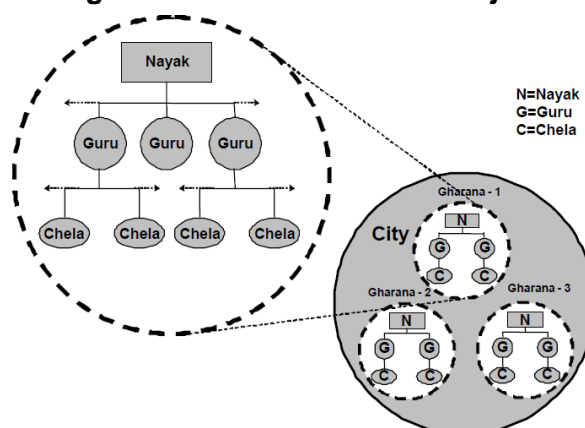 Nayak
Guru Guru Guru
Chela Chela Chela Chela
N=Nayak
G=Guru
C=Chela
Gharana - 1
City
N
G G
C C
Gharana - 2 Gharana - 3
N N
G G G G
C C C C